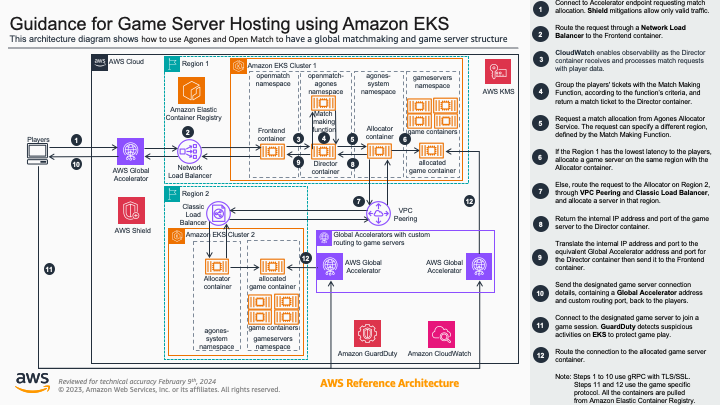 Guidance for Game Server Hosting using Amazon EKS
This architecture diagram shows how to use Agones and Open Match to have a global matchmaking and game server structure
AWS Cloud
Region 1
Amazon Elastic
Container Registry
Amazon EKS Cluster 1
openmatch
namespace
openmatch-
agones
namespace
agones-
system
namespace
gameservers
namespace
AWS KMS
Match
making
function
game containers
Players
1
10
AWS Global
Accelerator
2
Network
Load Balancer
Frontend
container
3
9
4
Director
container
5
8
Allocator
container
6
allocated
game container
AWS Shield
Region 2
Classic
Load
Balancer
7
VPC
Peering
12
Amazon EKS Cluster 2
Allocator
container
allocated
game container
game containers
agones-
system
namespace
gameservers
namespace
12
Global Accelerators with custom
routing to game servers
AWS Global
Accelerator
AWS Global
Accelerator
11
Amazon GuardDuty
Amazon CloudWatch
aws
Reviewed for technical accuracy February 9th, 2024
© 2023, Amazon Web Services, Inc. or its affiliates. All rights reserved.
AWS Reference Architecture
1
Connect to Accelerator endpoint requesting match
allocation. Shield mitigations allow only valid traffic.
2
Route the request through a Network Load
Balancer to the Frontend container.
3
CloudWatch enables observability as the Director
container receives and processes match requests
with player data.
4
Group the players' tickets with the Match Making
Function, according to the function's criteria, and
return a match ticket to the Director container.
5
Request a match allocation from Agones Allocator
Service. The request can specify a different region,
defined by the Match Making Function.
6
If the Region 1 has the lowest latency to the players,
allocate a game server on the same region with the
Allocator container.
7
Else, route the request to the Allocator on Region 2,
through VPC Peering and Classic Load Balancer,
and allocate a server in that region.
8
Return the internal IP address and port of the game
server to the Director container.
9
Translate the internal IP address and port to the
equivalent Global Accelerator address and port for
the Director container then send it to the Frontend
container.
10
Send the designated game server connection
details, containing a Global Accelerator address
and custom routing port, back to the players.
11
Connect to the designated game server to join a
game session. GuardDuty detects suspicious
activities on EKS to protect game play.
12
Route the connection to the allocated game server
container.
Note: Steps 1 to 10 use gRPC with TLS/SSL.
Steps 11 and 12 use the game specific
protocol. All the containers are pulled
from Amazon Elastic Container Registry.